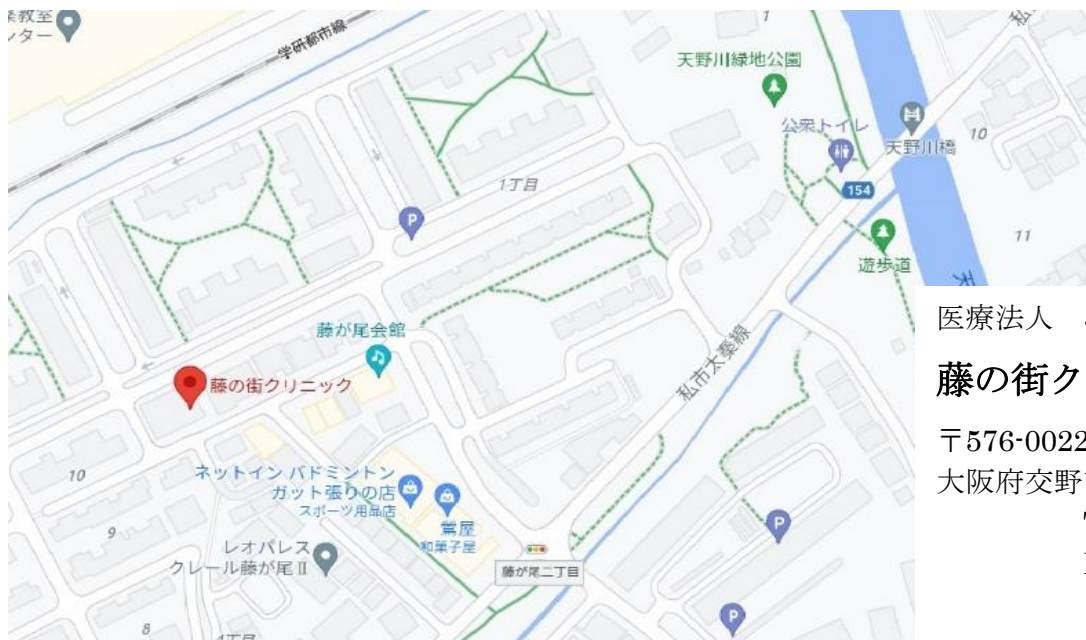 学研都市線
天野川緑地公園
公衆トイレ
天野川橋
10
1
154
1丁目
P
遊歩道
11
藤が尾会館
藤の街クリニック
私市太秦線
ネットイン バドミントン
ガット張りの店
スポーツ用品店
鶯屋
和菓子屋
10
9
レオパレス
クレール藤が尾Ⅱ
藤が尾二丁目
P
P
8
医療法人
藤の街ク
〒576-0022
大阪府交野